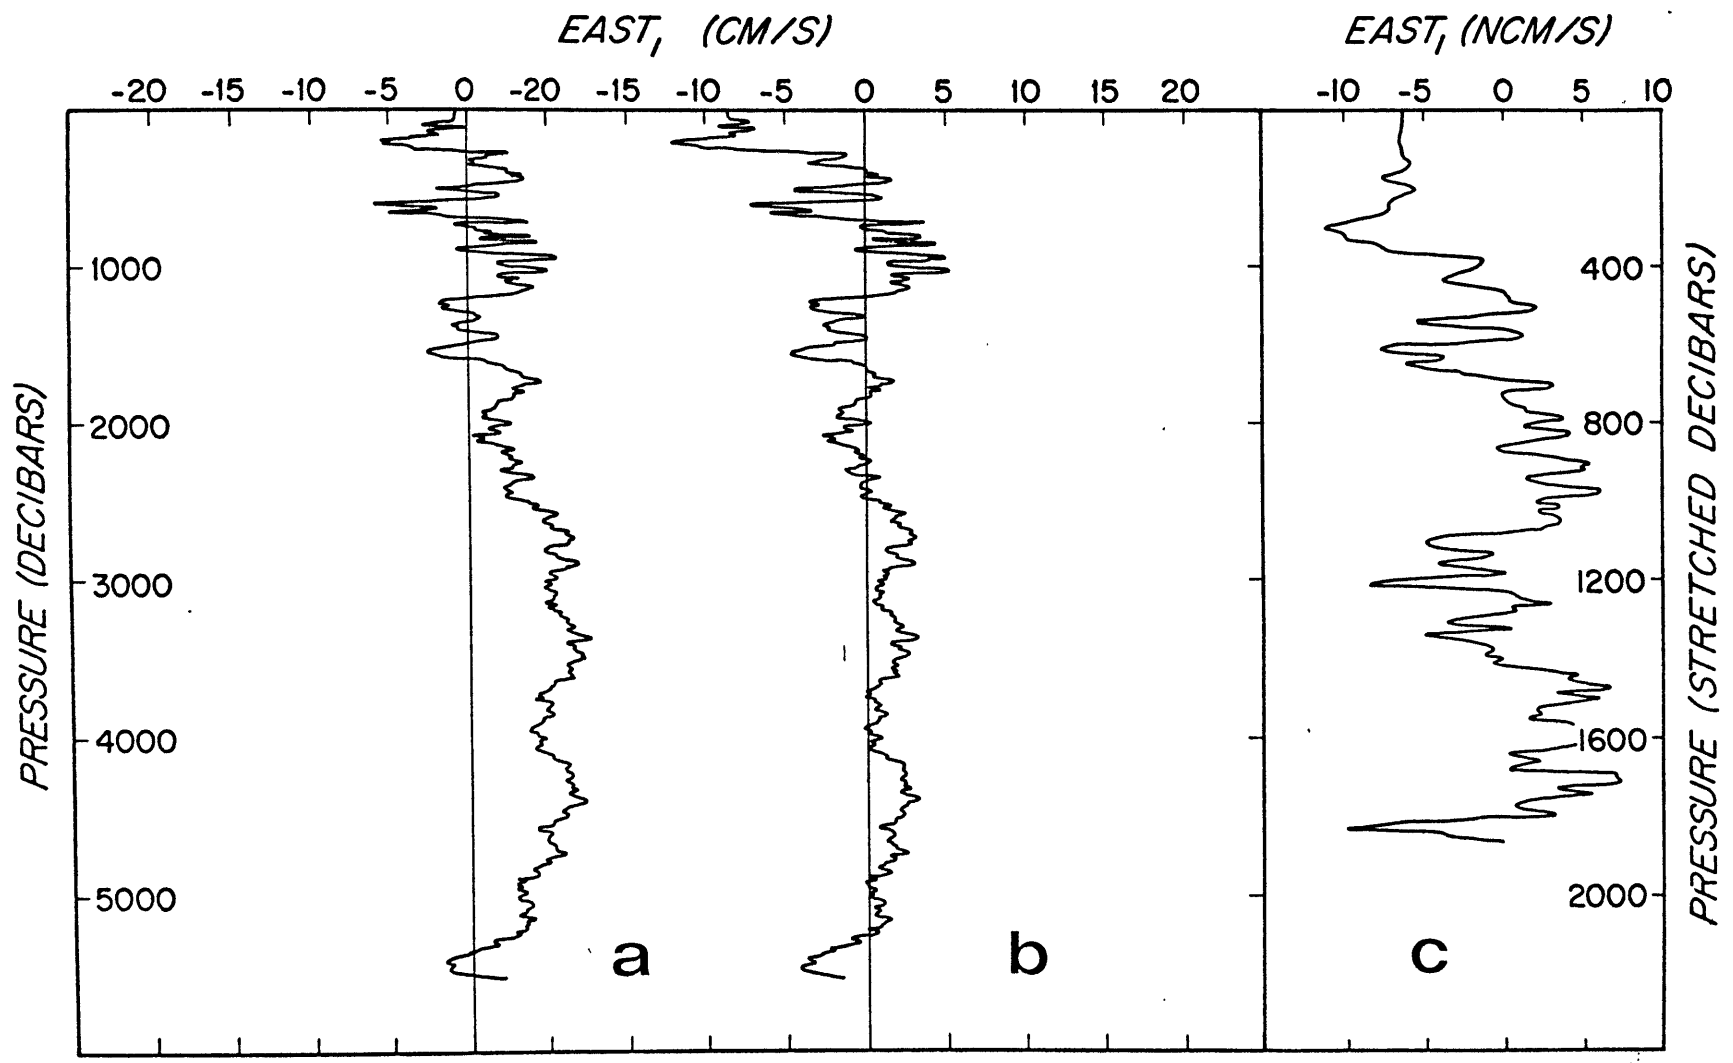 EAST, (CM/S)
EAST, (NCM/S)
-20 -15 -10 -5 0 -20 -15 -10 -5 0 5 10 15 20 -10 -5 0 5 10
PRESSURE (DECIBARS)
1000
2000
3000
4000
5000
400
800
1200
1600
2000
PRESSURE (STRETCHED DECIBARS)
a
b
c